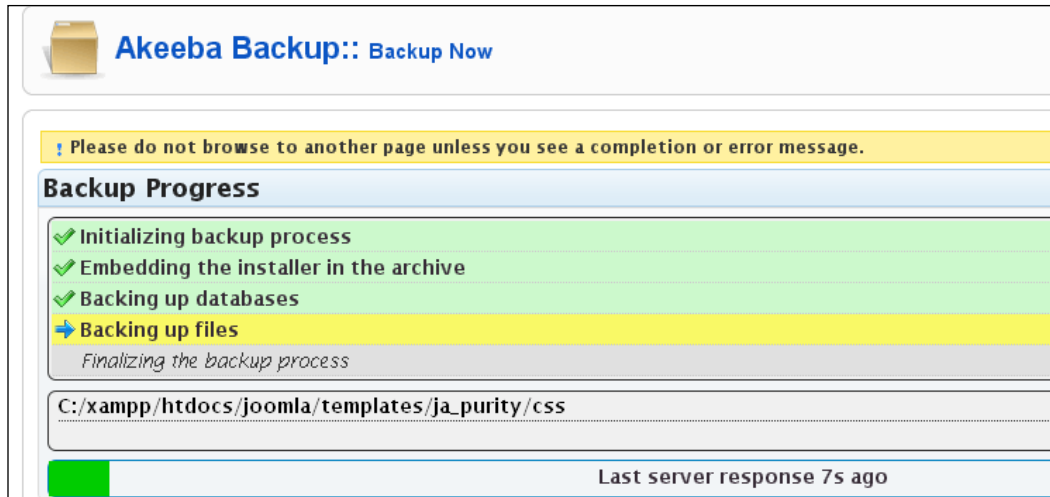 Akeeba Backup:: Backup Now
! Please do not browse to another page unless you see a completion or error message.
Backup Progress
Initializing backup process
Embedding the installer in the archive
Backing up databases
Backing up files
Finalizing the backup process
C:/xampp/htdocs/joomla/templates/ja_purity/css
Last server response 7s ago